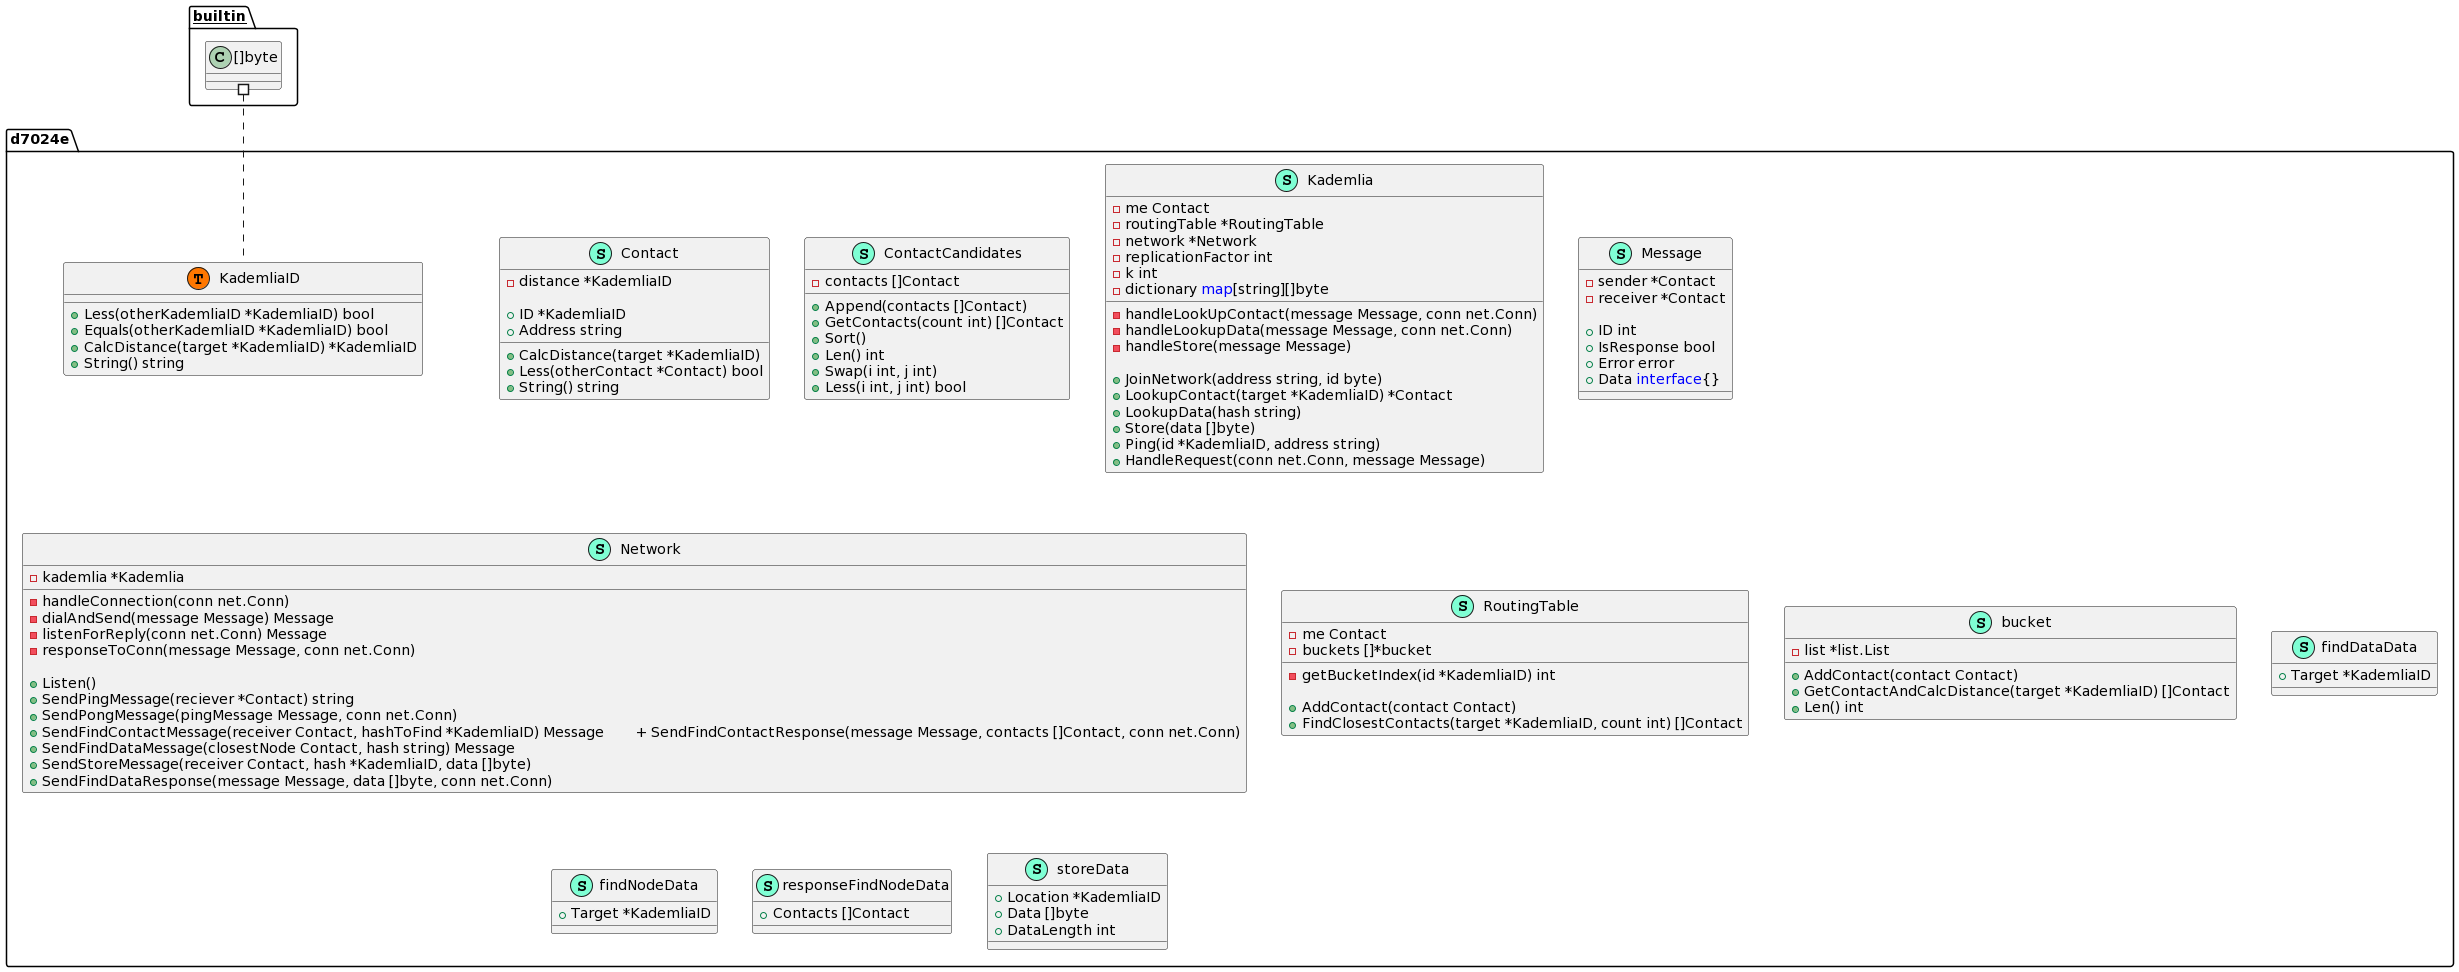 builtin
C []byte
d7024e
T KademliaID
Less(otherKademliaID *KademliaID) bool
Equals(otherKademliaID *KademliaID) bool
CalcDistance(target *KademliaID) *KademliaID
String() string
S Contact
distance *KademliaID
ID *KademliaID
Address string
CalcDistance(target *KademliaID)
Less(otherContact *Contact) bool
String() string
S ContactCandidates
contacts []Contact
Append(contacts []Contact)
GetContacts(count int) []Contact
Sort()
Len() int
Swap(i int, j int)
Less(i int, j int) bool
S Kademlia
me Contact
routingTable *RoutingTable
network *Network
replicationFactor int
k int
dictionary map[string][]byte
handleLookUpContact(message Message, conn net.Conn)
handleLookupData(message Message, conn net.Conn)
handleStore(message Message)
JoinNetwork(address string, id byte)
LookupContact(target *KademliaID) *Contact
LookupData(hash string)
Store(data []byte)
Ping(id *KademliaID, address string)
HandleRequest(conn net.Conn, message Message)
S Message
sender *Contact
receiver *Contact
ID int
IsResponse bool
Error error
Data interface{}
S Network
kademlia *Kademlia
handleConnection(conn net.Conn)
dialAndSend(message Message) Message
listenForReply(conn net.Conn) Message
responseToConn(message Message, conn net.Conn)
Listen()
SendPingMessage(reciever *Contact) string
SendPongMessage(pingMessage Message, conn net.Conn)
SendFindContactMessage(receiver Contact, hashToFind *KademliaID) Message + SendFindContactResponse(message Message, contacts []Contact, conn net.Conn)
SendFindDataMessage(closestNode Contact, hash string) Message
SendStoreMessage(receiver Contact, hash *KademliaID, data []byte)
SendFindDataResponse(message Message, data []byte, conn net.Conn)
S RoutingTable
me Contact
buckets []*bucket
getBucketIndex(id *KademliaID) int
AddContact(contact Contact)
FindClosestContacts(target *KademliaID, count int) []Contact
S bucket
list *list.List
AddContact(contact Contact)
GetContactAndCalcDistance(target *KademliaID) []Contact
Len() int
S findDataData
Target *KademliaID
S findNodeData
Target *KademliaID
S responseFindNodeData
Contacts []Contact
S storeData
Location *KademliaID
Data []byte
DataLength int